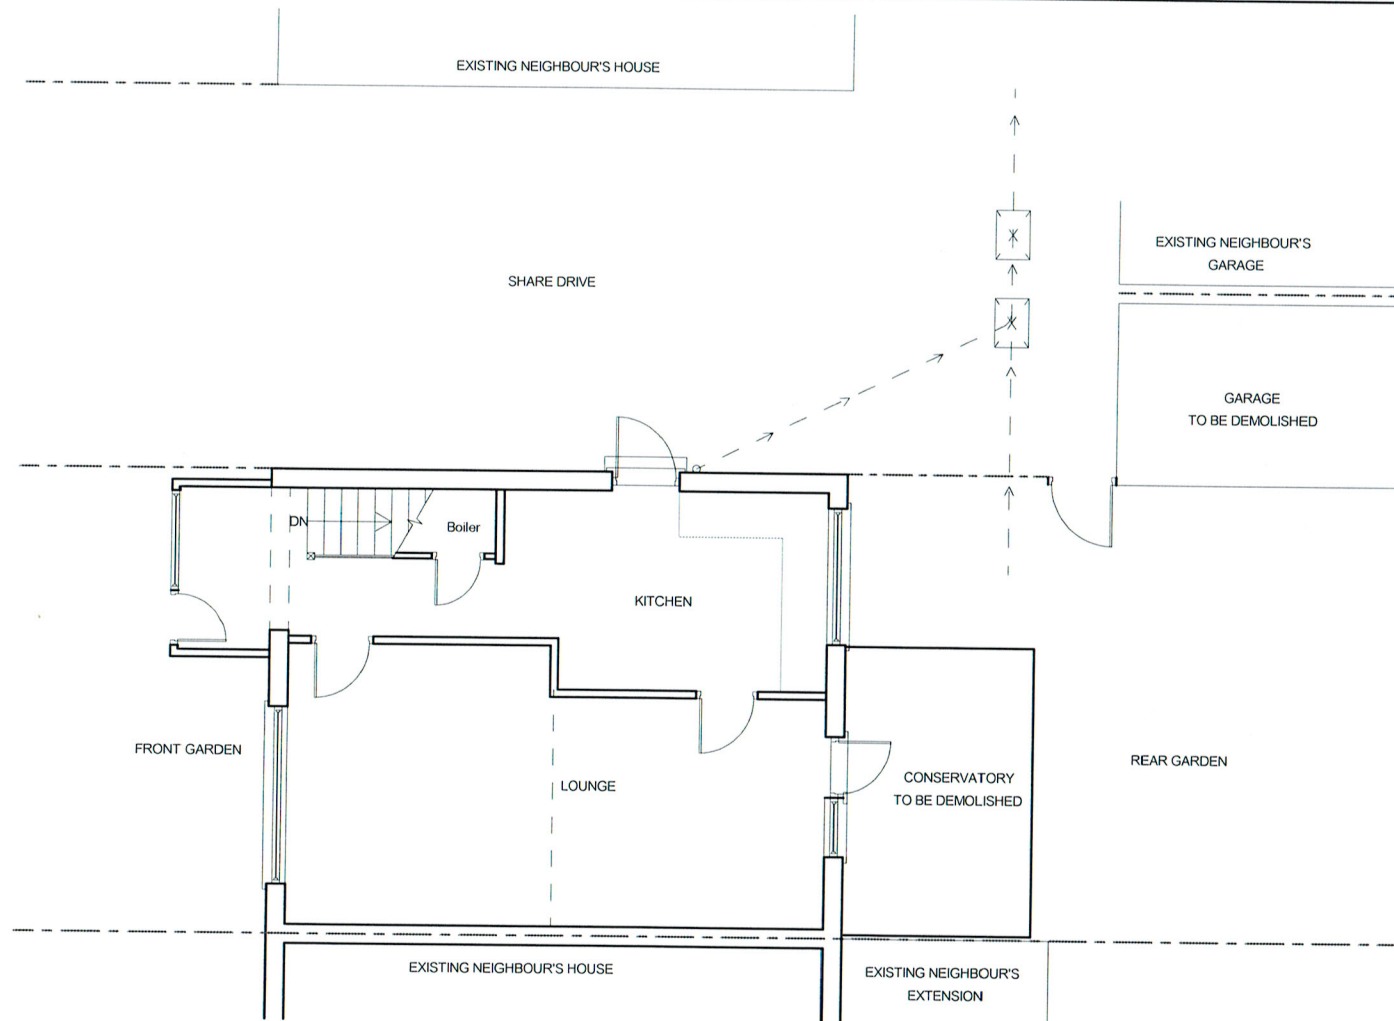 EXISTING NEIGHBOUR'S HOUSE
EXISTING NEIGHBOUR'S
GARAGE
SHARE DRIVE
GARAGE
TO BE DEMOLISHED
DN
Boiler
KITCHEN
FRONT GARDEN
LOUNGE
CONSERVATORY
TO BE DEMOLISHED
REAR GARDEN
EXISTING NEIGHBOUR'S HOUSE
EXISTING NEIGHBOUR'S
EXTENSION